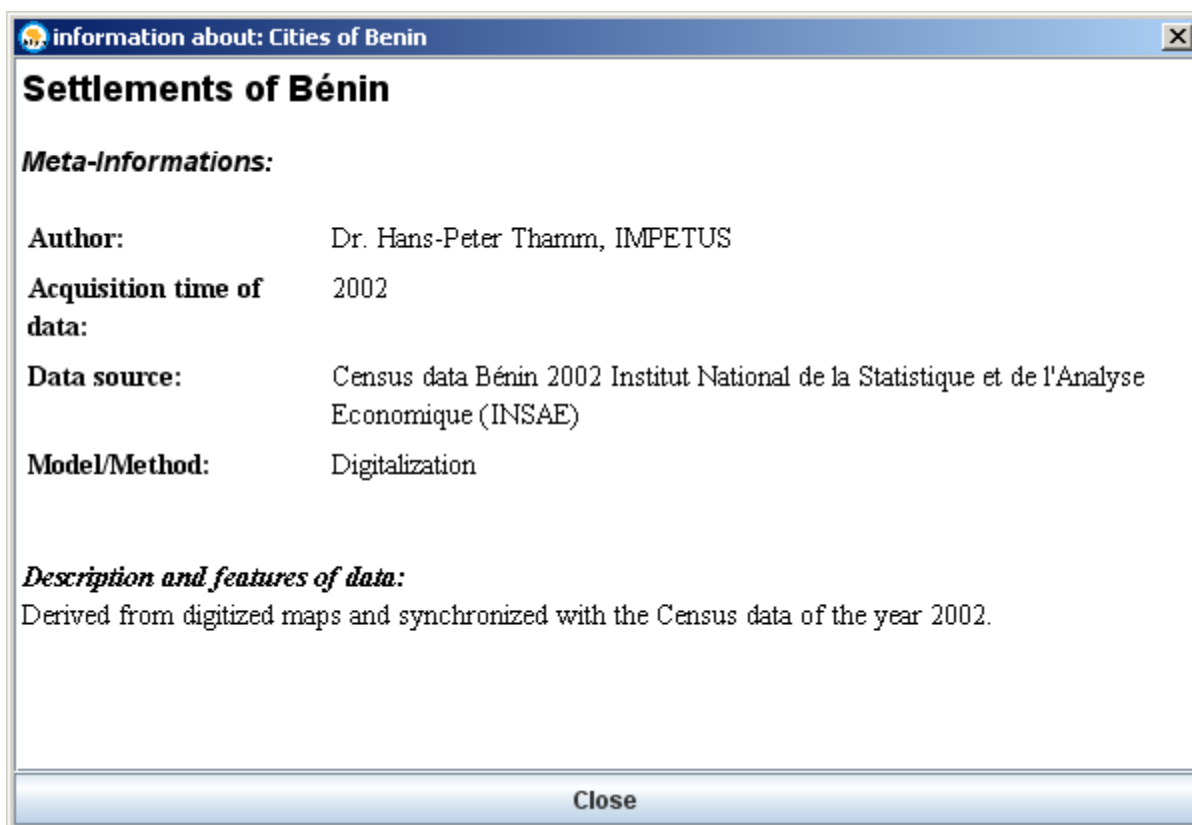 information about: Cities of Benin
Settlements of Bénin
Meta-Informations:
Author: Dr. Hans-Peter Thamm, IMPETUS
Acquisition time of data: 2002
Data source: Census data Bénin 2002 Institut National de la Statistique et de l'Analyse
Economique (INSAE)
Model/Method: Digitalization
Description and features of data:
Derived from digitized maps and synchronized with the Census data of the year 2002.
Close